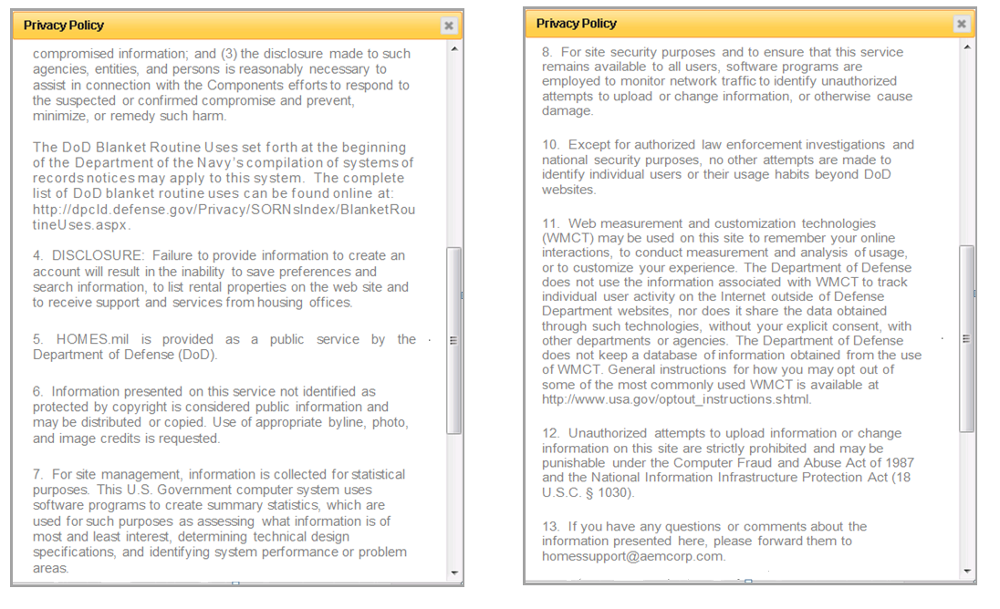 Privacy Policy
compromised information; and (3) the disclosure made to such
agencies, entities, and persons is reasonably necessary to
assist in connection with the Components efforts to respond to
the suspected or confirmed compromise and prevent,
minimize, or remedy such harm.
The DoD Blanket Routine Uses set forth at the beginning
of the Department of the Navy's compilation of systems of
records notices may apply to this system. The complete
list of DoD blanket routine uses can be found online at:
http://dpcld.defense.gov/Privacy/SORNsIndex/BlanketRou
tineUses.aspx.
4. DISCLOSURE: Failure to provide information to create an
account will result in the inability to save preferences and
search information, to list rental properties on the web site and
to receive support and services from housing offices.
5. HOMES.mil is provided as a public service by the
Department of Defense (DoD).
6. Information presented on this service not identified as
protected by copyright is considered public information and
may be distributed or copied. Use of appropriate byline, photo,
and image credits is requested.
7. For site management, information is collected for statistical
purposes. This U.S. Government computer system uses
software programs to create summary statistics, which are
used for such purposes as assessing what information is of
most and least interest, determining technical design
specifications, and identifying system performance or problem
areas.
Privacy Policy
8. For site security purposes and to ensure that this service
remains available to all users, software programs are
employed to monitor network traffic to identify unauthorized
attempts to upload or change information, or otherwise cause
damage.
10. Except for authorized law enforcement investigations and
national security purposes, no other attempts are made to
identify individual users or their usage habits beyond DoD
websites.
11. Web measurement and customization technologies
(WMCT) may be used on this site to remember your online
interactions, to conduct measurement and analysis of usage,
or to customize your experience. The Department of Defense
does not use the information associated with WMCT to track
individual user activity on the Internet outside of Defense
Department websites, nor does it share the data obtained
through such technologies, without your explicit consent, with
other departments or agencies. The Department of Defense
does not keep a database of information obtained from the use
of WMCT. General instructions for how you may opt out of
some of the most commonly used WMCT is available at
http://www.usa.gov/optout_instructions.shtml.
12. Unauthorized attempts to upload information or change
information on this site are strictly prohibited and may be
punishable under the Computer Fraud and Abuse Act of 1987
and the National Information Infrastructure Protection Act (18
U.S.C. § 1030).
13. If you have any questions or comments about the
information presented here, please forward them to
homessupport@aemcorp.com.